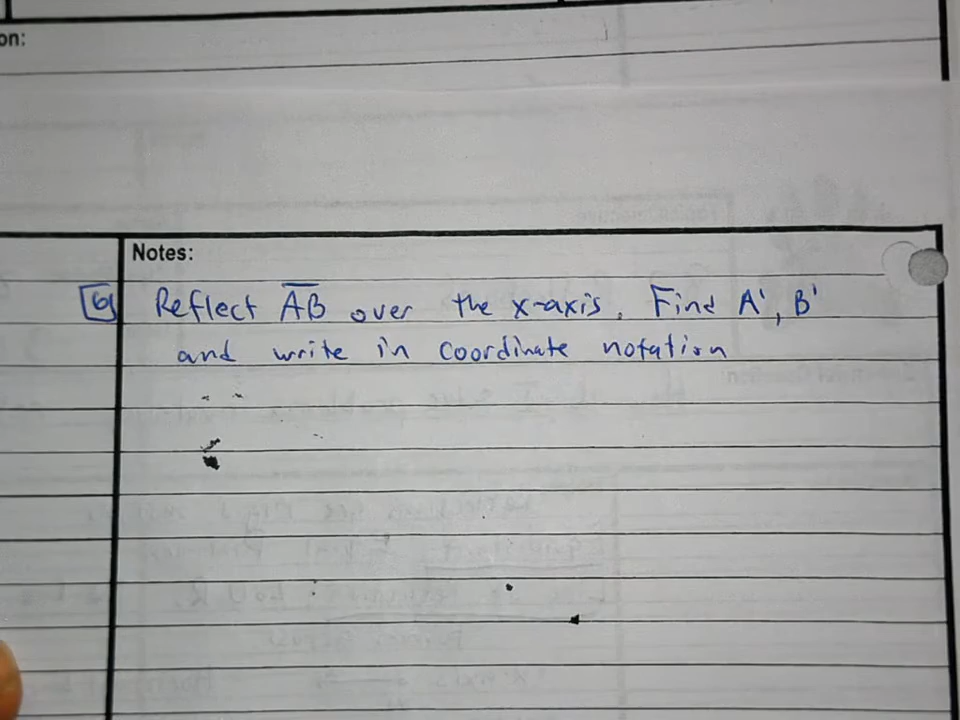 on:
Notes:
6 Reflect AB over the x-axis. Find A', B'
and write in coordinate notation